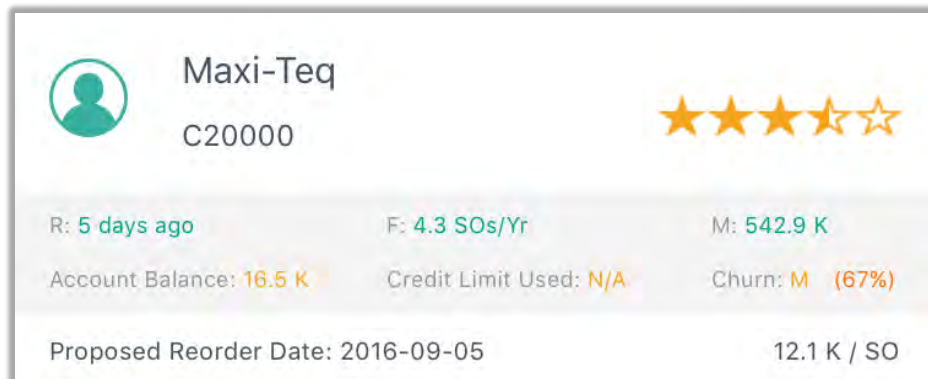 Maxi-Teq
C20000
R: 5 days ago F: 4.3 SOs/Yr M: 542.9 K
Account Balance: 16.5 K Credit Limit Used: N/A Churn: M (67%)
Proposed Reorder Date: 2016-09-05 12.1 K / SO